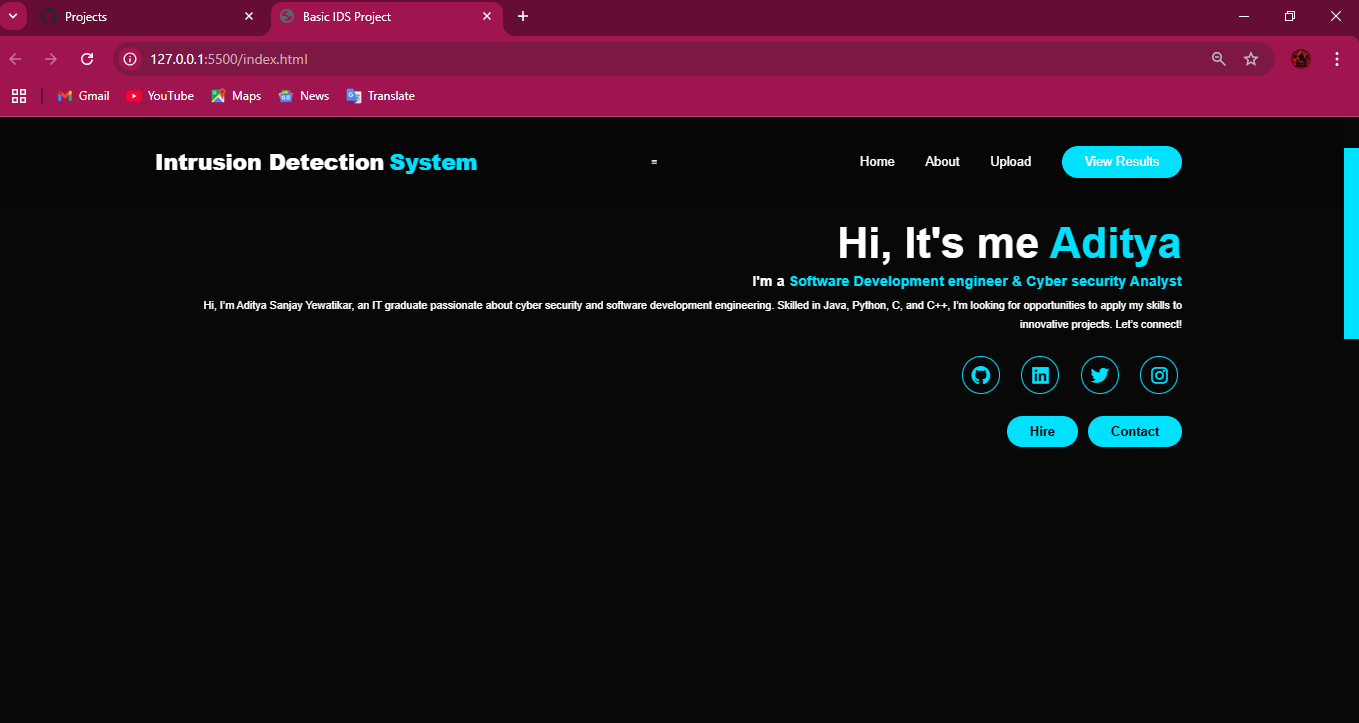 Projects
Basic IDS Project
127.0.0.1:5500/index.html
Gmail YouTube Maps News Translate
Intrusion Detection System = Home About Upload View Results
Hi, It's me Aditya
I'm a Software Development engineer & Cyber security Analyst
Hi, I'm Aditya Sanjay Yewatikar, an IT graduate passionate about cyber security and software development engineering. Skilled in Java, Python, C, and C++, I'm looking for opportunities to apply my skills to
innovative projects. Let's connect!
Hire Contact